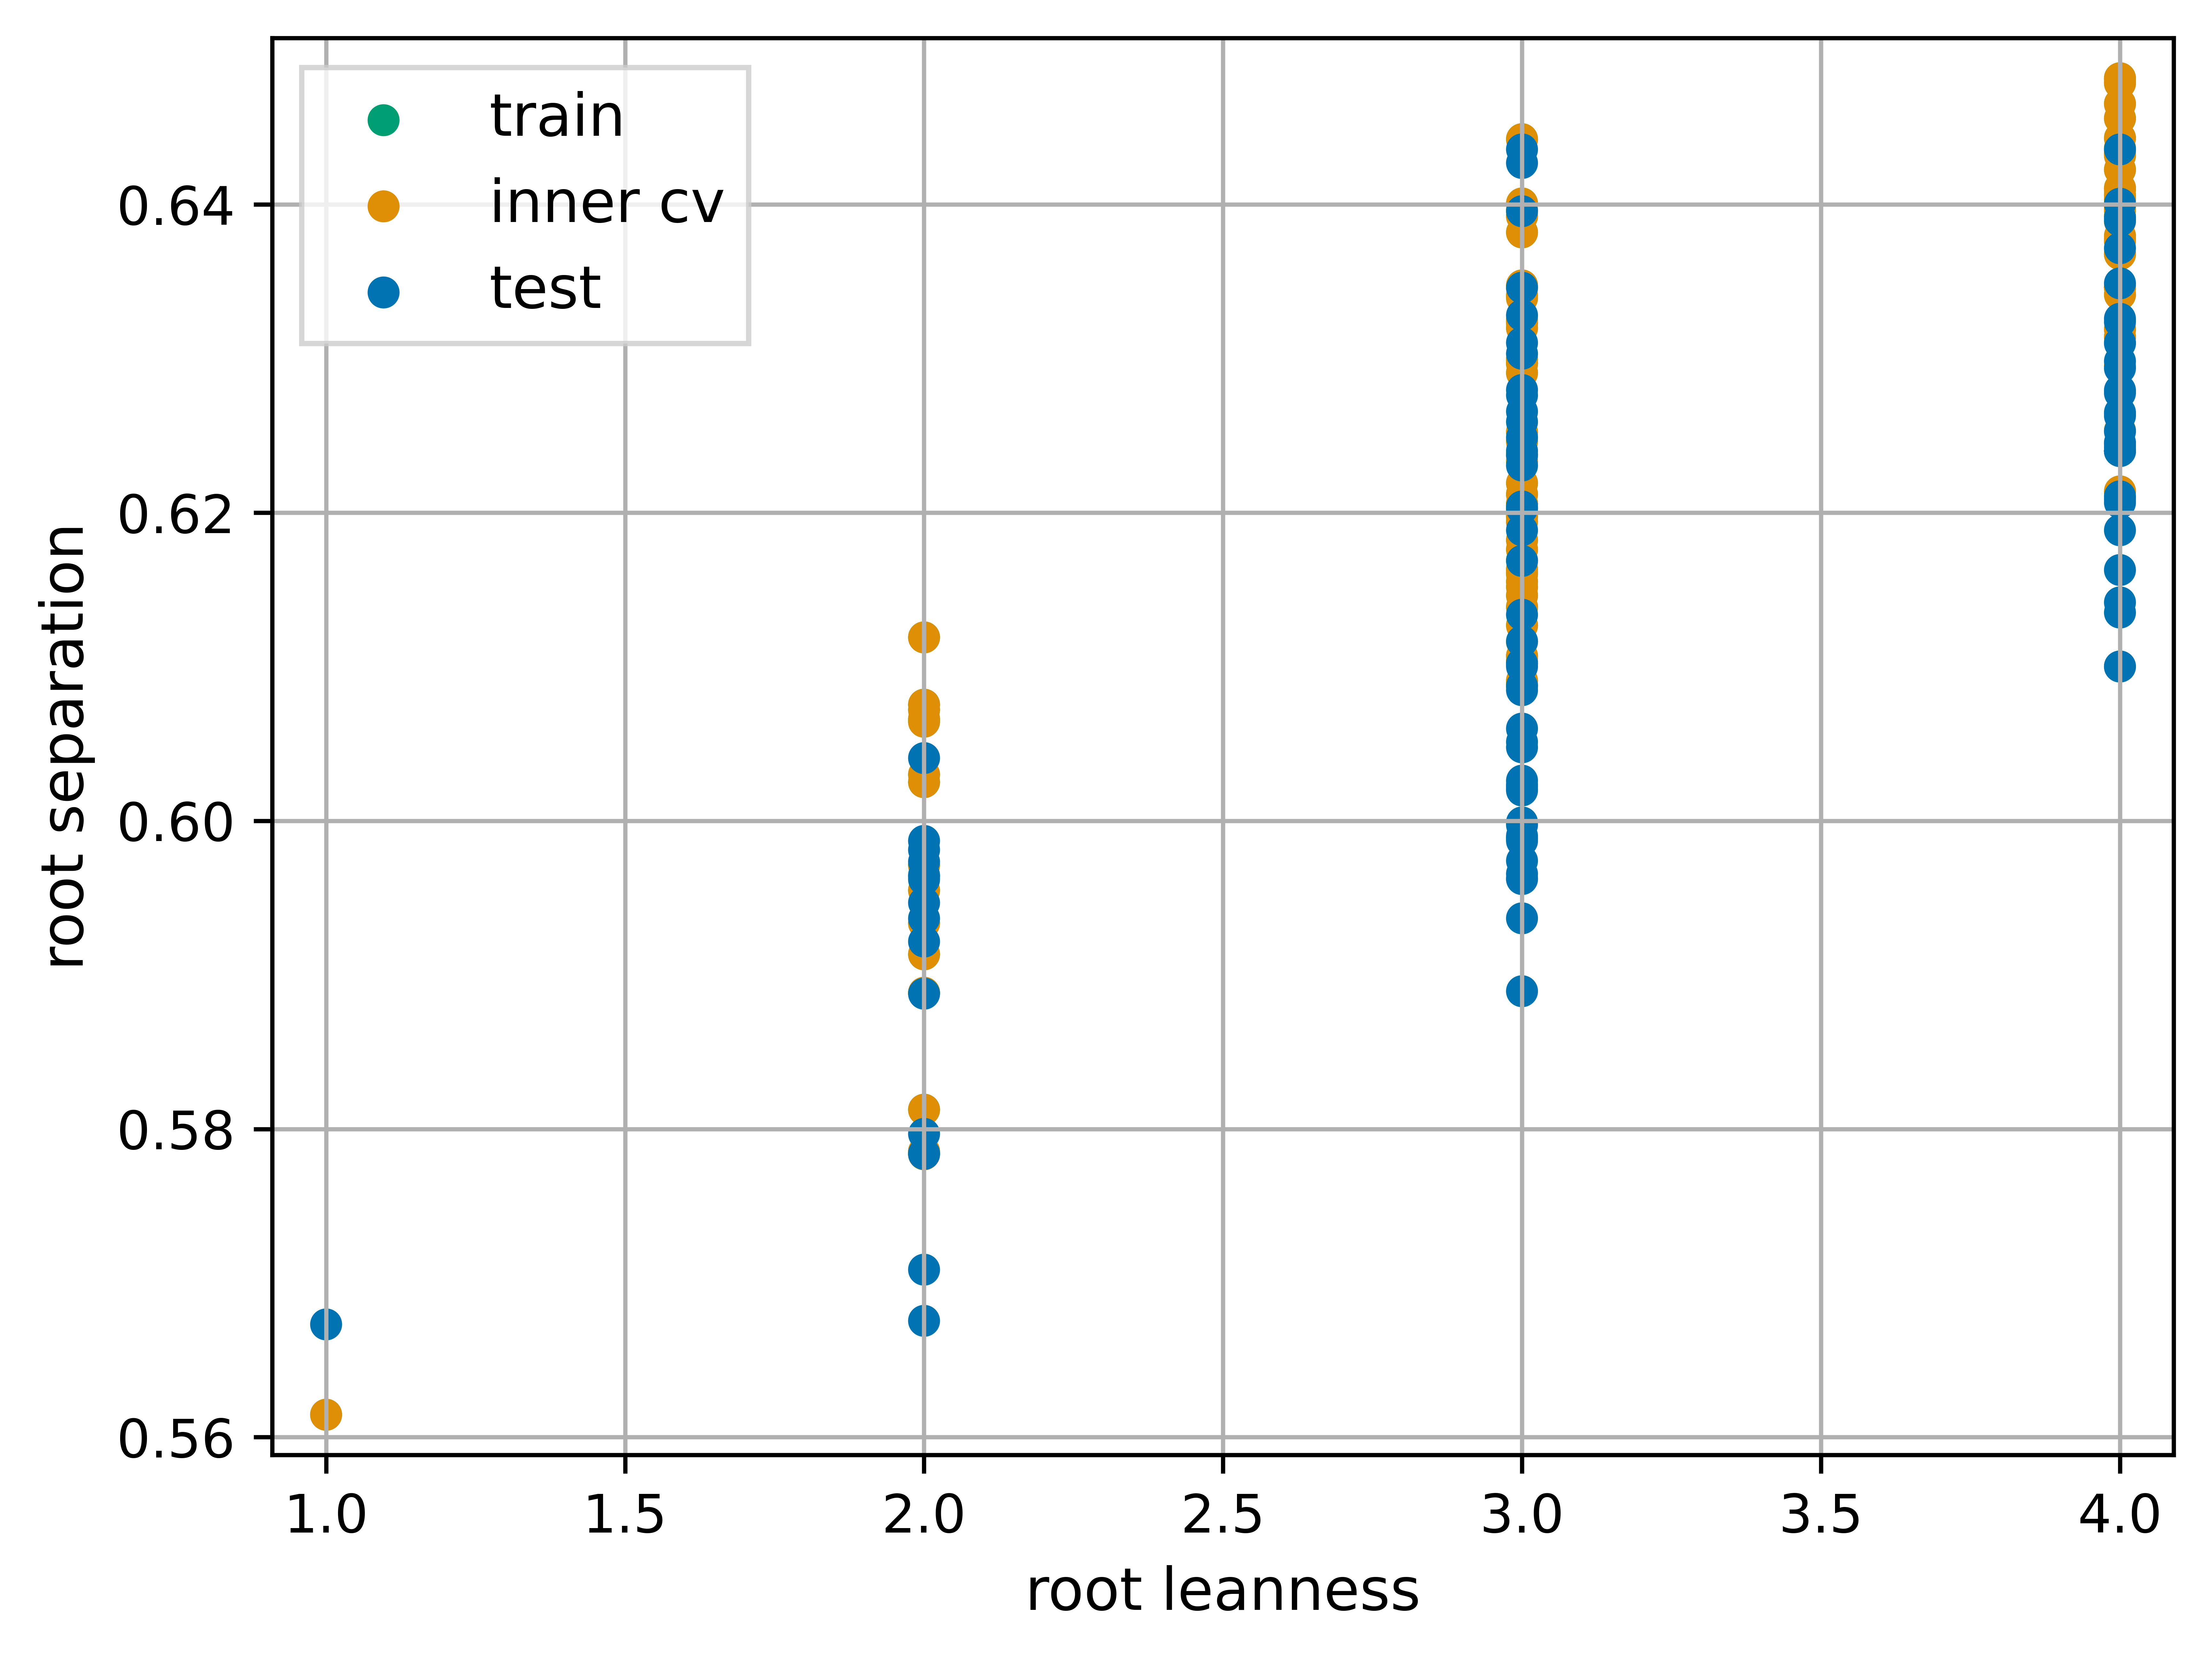 train
inner cv
test
0.64
0.62
0.60
0.58
0.56
root separation
1.0 1.5 2.0 2.5 3.0 3.5 4.0
root leanness